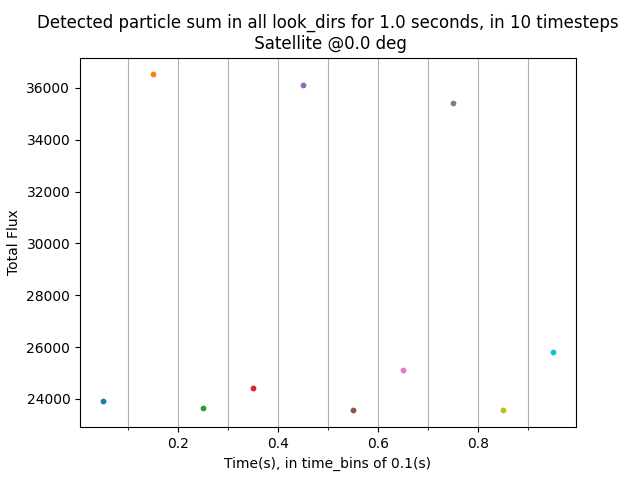 Detected particle sum in all look_dirs for 1.0 seconds, in 10 timesteps
Satellite @0.0 deg
36000
34000
32000
30000
28000
26000
24000
Total Flux
0.2 0.4 0.6 0.8
Time(s), in time_bins of 0.1(s)